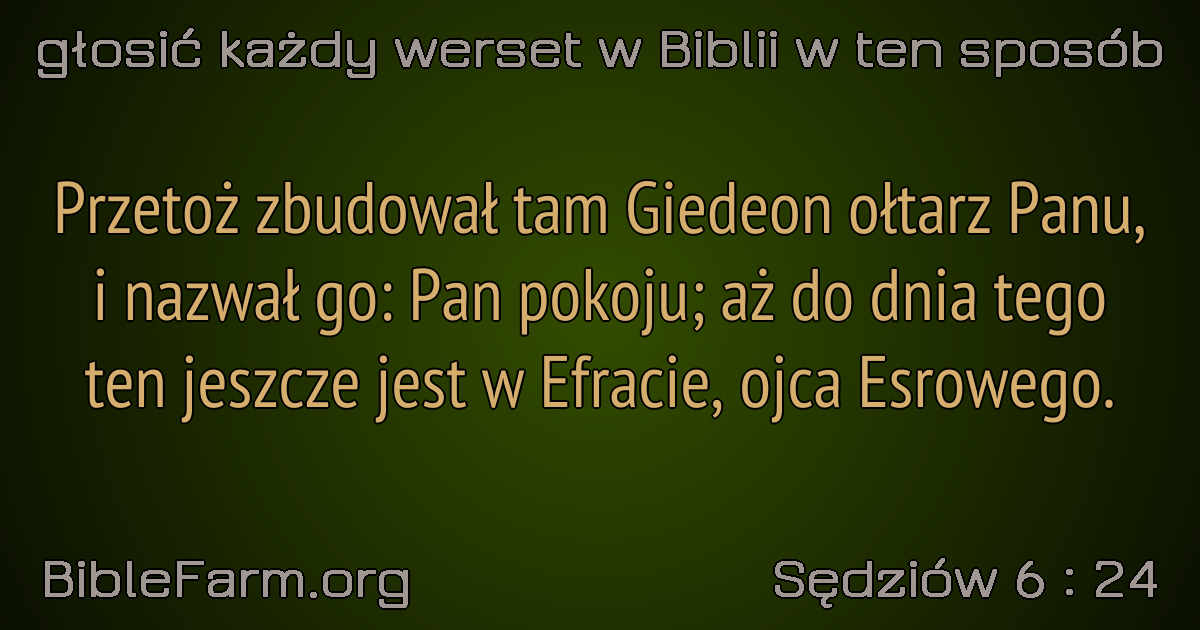 głosić każdy werset w Biblii w ten sposób
Przetoż zbudował tam Giedeon ołtarz Panu,
i nazwał go: Pan pokoju; aż do dnia tego
ten jeszcze jest w Efracie, ojca Esrowego.
BibleFarm.org
Sędziów 6 : 24